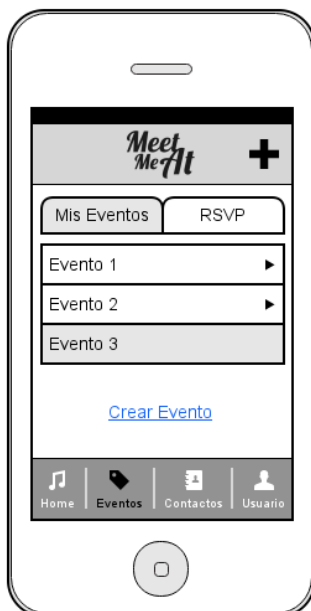 Meet
Me At
Mis Eventos RSVP
Evento 1
Evento 2
Evento 3
Crear Evento
Home Eventos Contactos Usuario